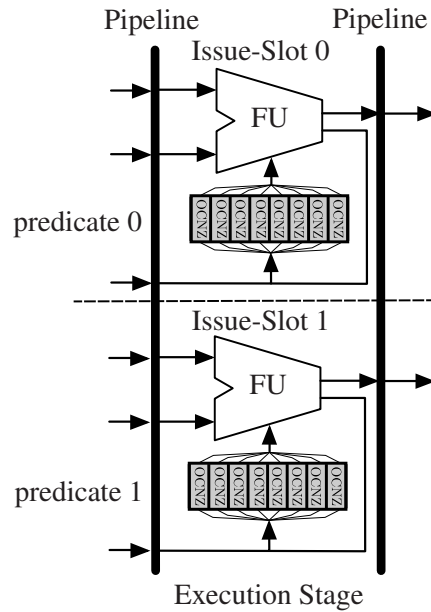 Pipeline Pipeline
Issue-Slot 0
FU
predicate 0
OCNZ OCNZ OCNZ OCNZ OCNZ OCNZ OCNZ OCNZ
Issue-Slot 1
FU
predicate 1
OCNZ OCNZ OCNZ OCNZ OCNZ OCNZ OCNZ OCNZ
Execution Stage